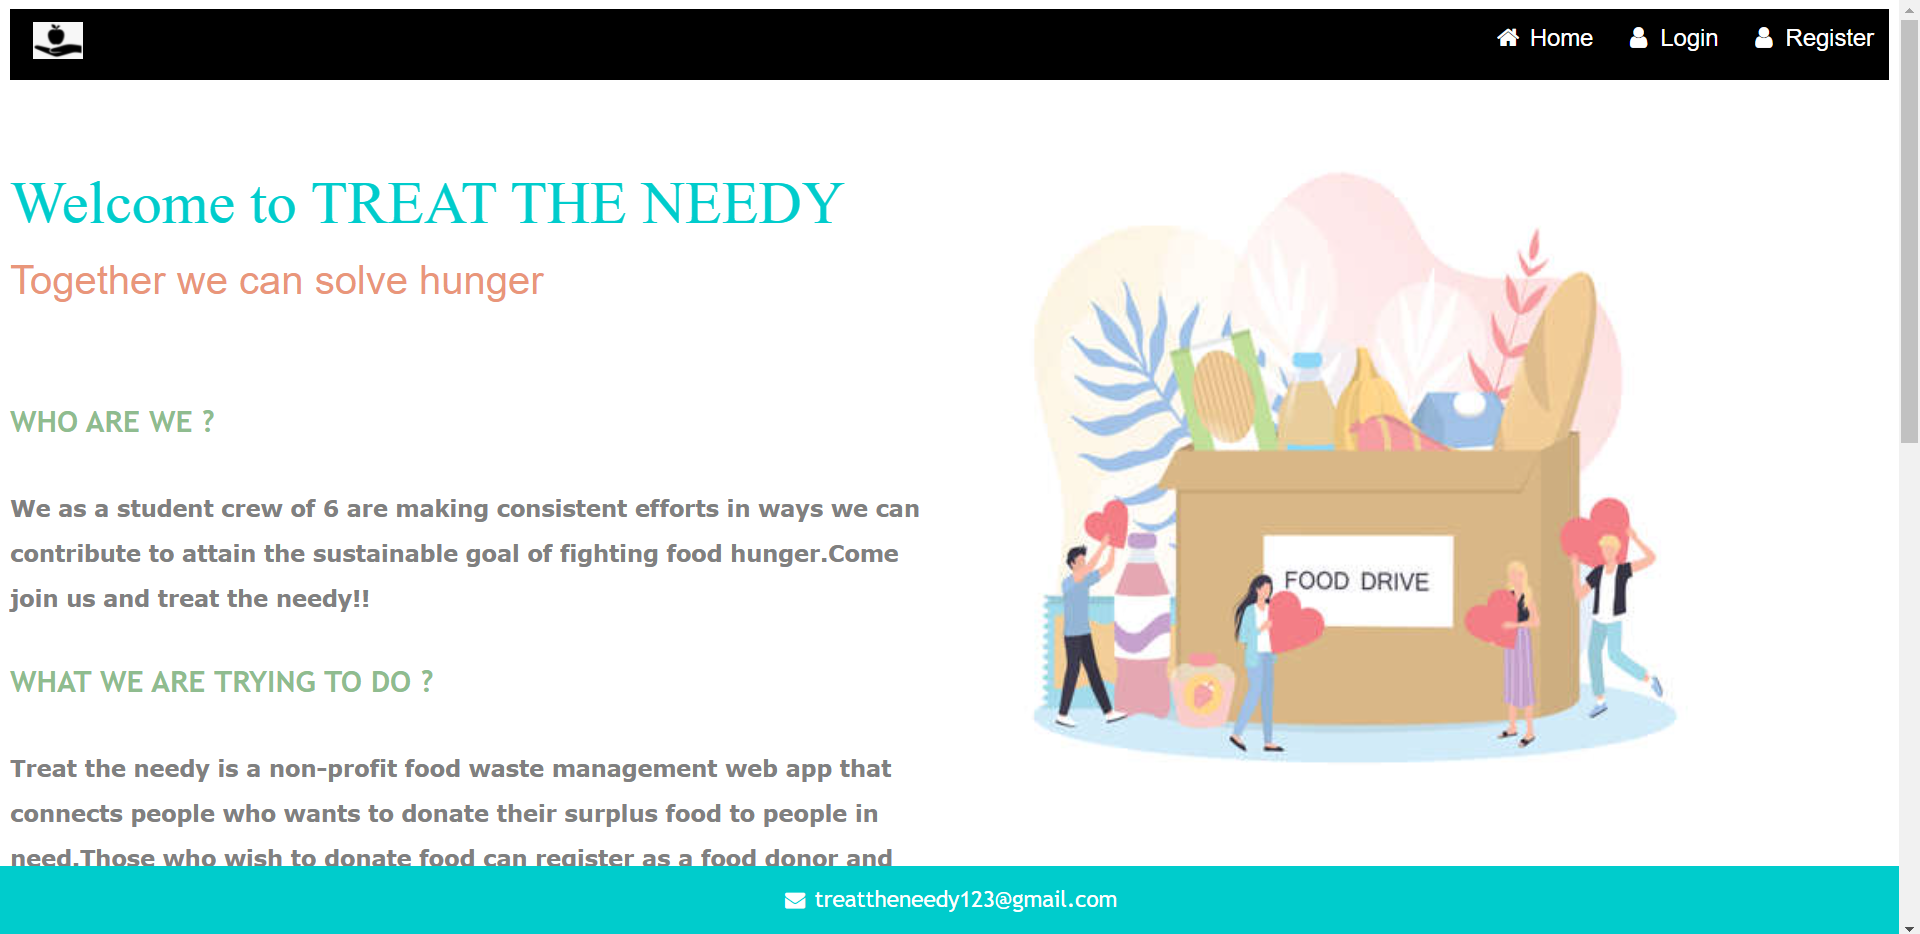 Home Login Register
Welcome to TREAT THE NEEDY
Together we can solve hunger
WHO ARE WE ?
We as a student crew of 6 are making consistent efforts in ways we can
contribute to attain the sustainable goal of fighting food hunger.Come
join us and treat the needy!!
WHAT WE ARE TRYING TO DO ?
Treat the needy is a non-profit food waste management web app that
connects people who wants to donate their surplus food to people in
need.Those who wish to donate food can register as a food donor and
FOOD DRIVE
treattheneedy123@gmail.com